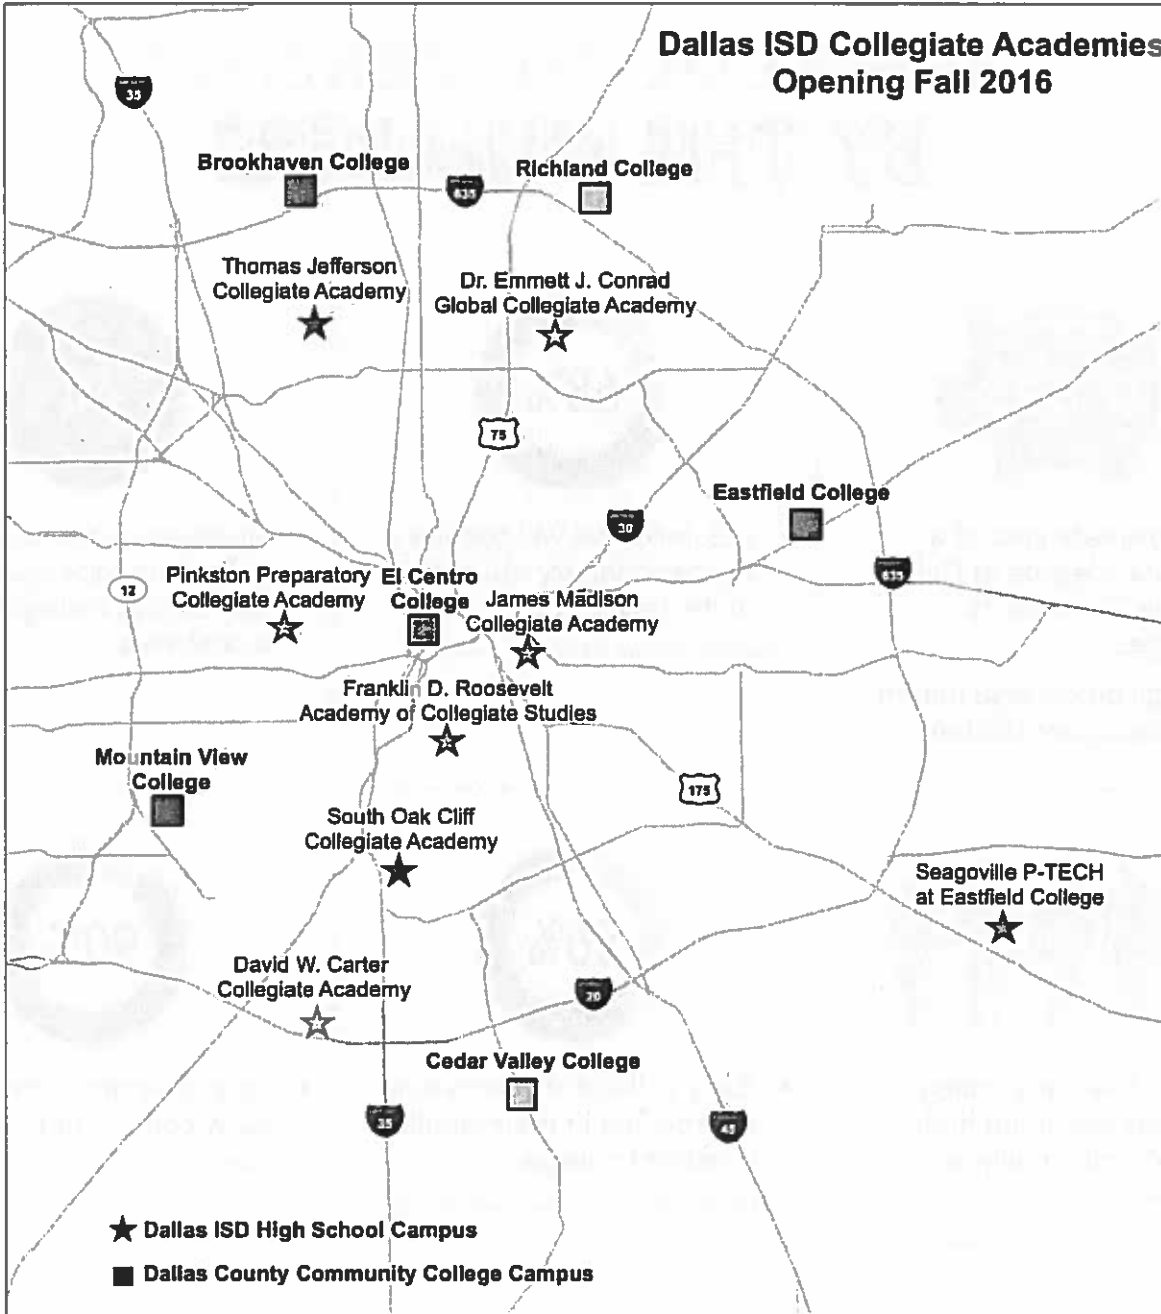 Dallas ISD Collegiate Academies
Opening Fall 2016
35
Brookhaven College
635
Richland College
Thomas Jefferson
Collegiate Academy
Dr. Emmett J. Conrad
Global Collegiate Academy
75
Eastfield College
30
635
12
Pinkston Preparatory
Collegiate Academy
El Centro
College
James Madison
Collegiate Academy
Franklin D. Roosevelt
Academy of Collegiate Studies
Mountain View
College
175
South Oak Cliff
Collegiate Academy
Seagoville P-TECH
at Eastfield College
David W. Carter
Collegiate Academy
20
Cedar Valley College
35
45
Dallas ISD High School Campus
Dallas County Community College Campus